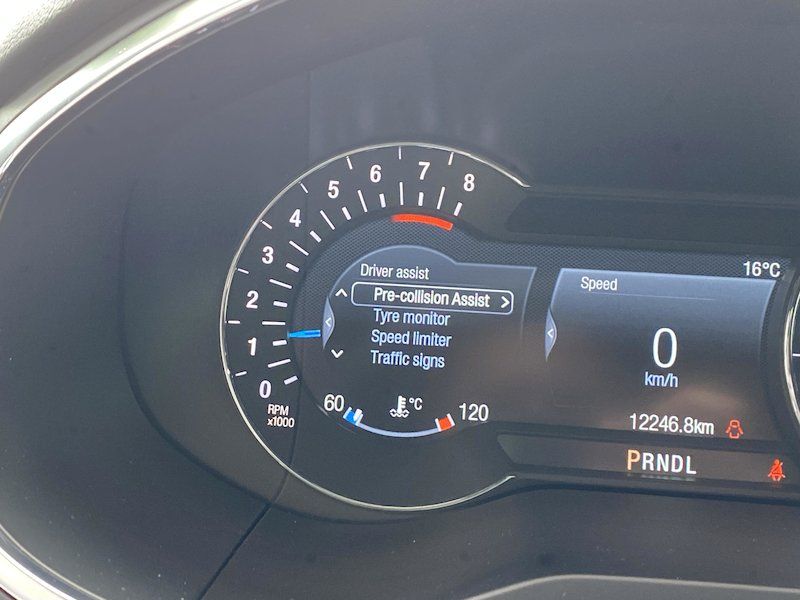 8
7
6
5
4
3
2
1
0
RPM
x1000
Driver assist
Pre-collision Assist
Tyre monitor
Speed limiter
Traffic signs
60 °C 120
16°C
Speed
0
km/h
12246.8km
PRNDL